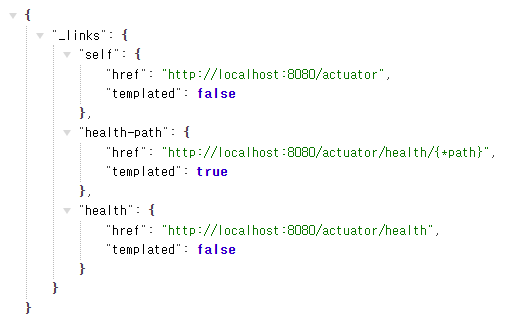 {
"_links": {
"self": {
"href": "http://localhost:8080/actuator",
"templated": false
},
"health-path": {
"href": "http://localhost:8080/actuator/health/{*path}",
"templated": true
},
"health": {
"href": "http://localhost:8080/actuator/health",
"templated": false
}
}
}